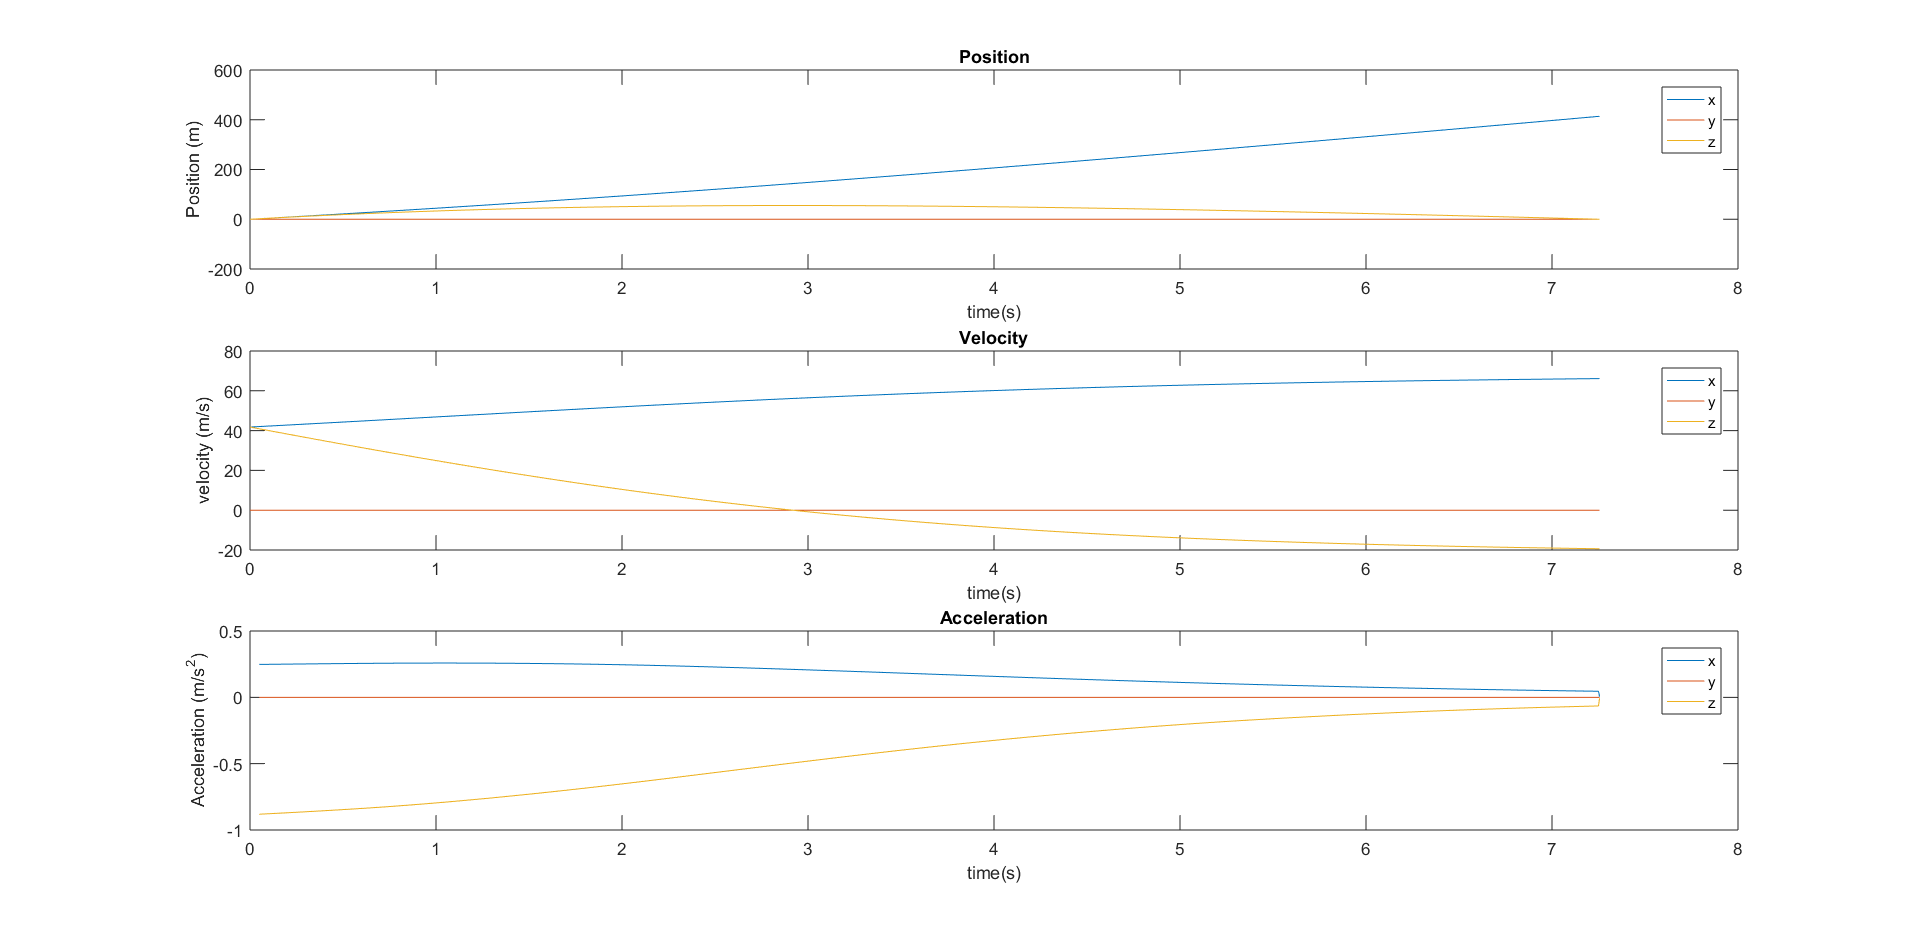 Position
600
400
200
0
-200
Position (m)
0 1 2 3 4 5 6 7 8
time(s)
x
y
z
Velocity
80
60
40
20
0
-20
velocity (m/s)
0 1 2 3 4 5 6 7 8
time(s)
x
y
z
Acceleration
0.5
0
-0.5
-1
Acceleration (m/s²)
0 1 2 3 4 5 6 7 8
time(s)
x
y
z